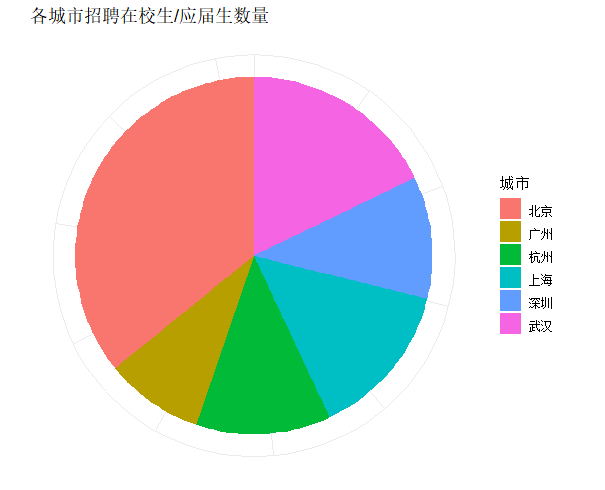 各城市招聘在校生/应届生数量
城市
北京
广州
杭州
上海
深圳
武汉